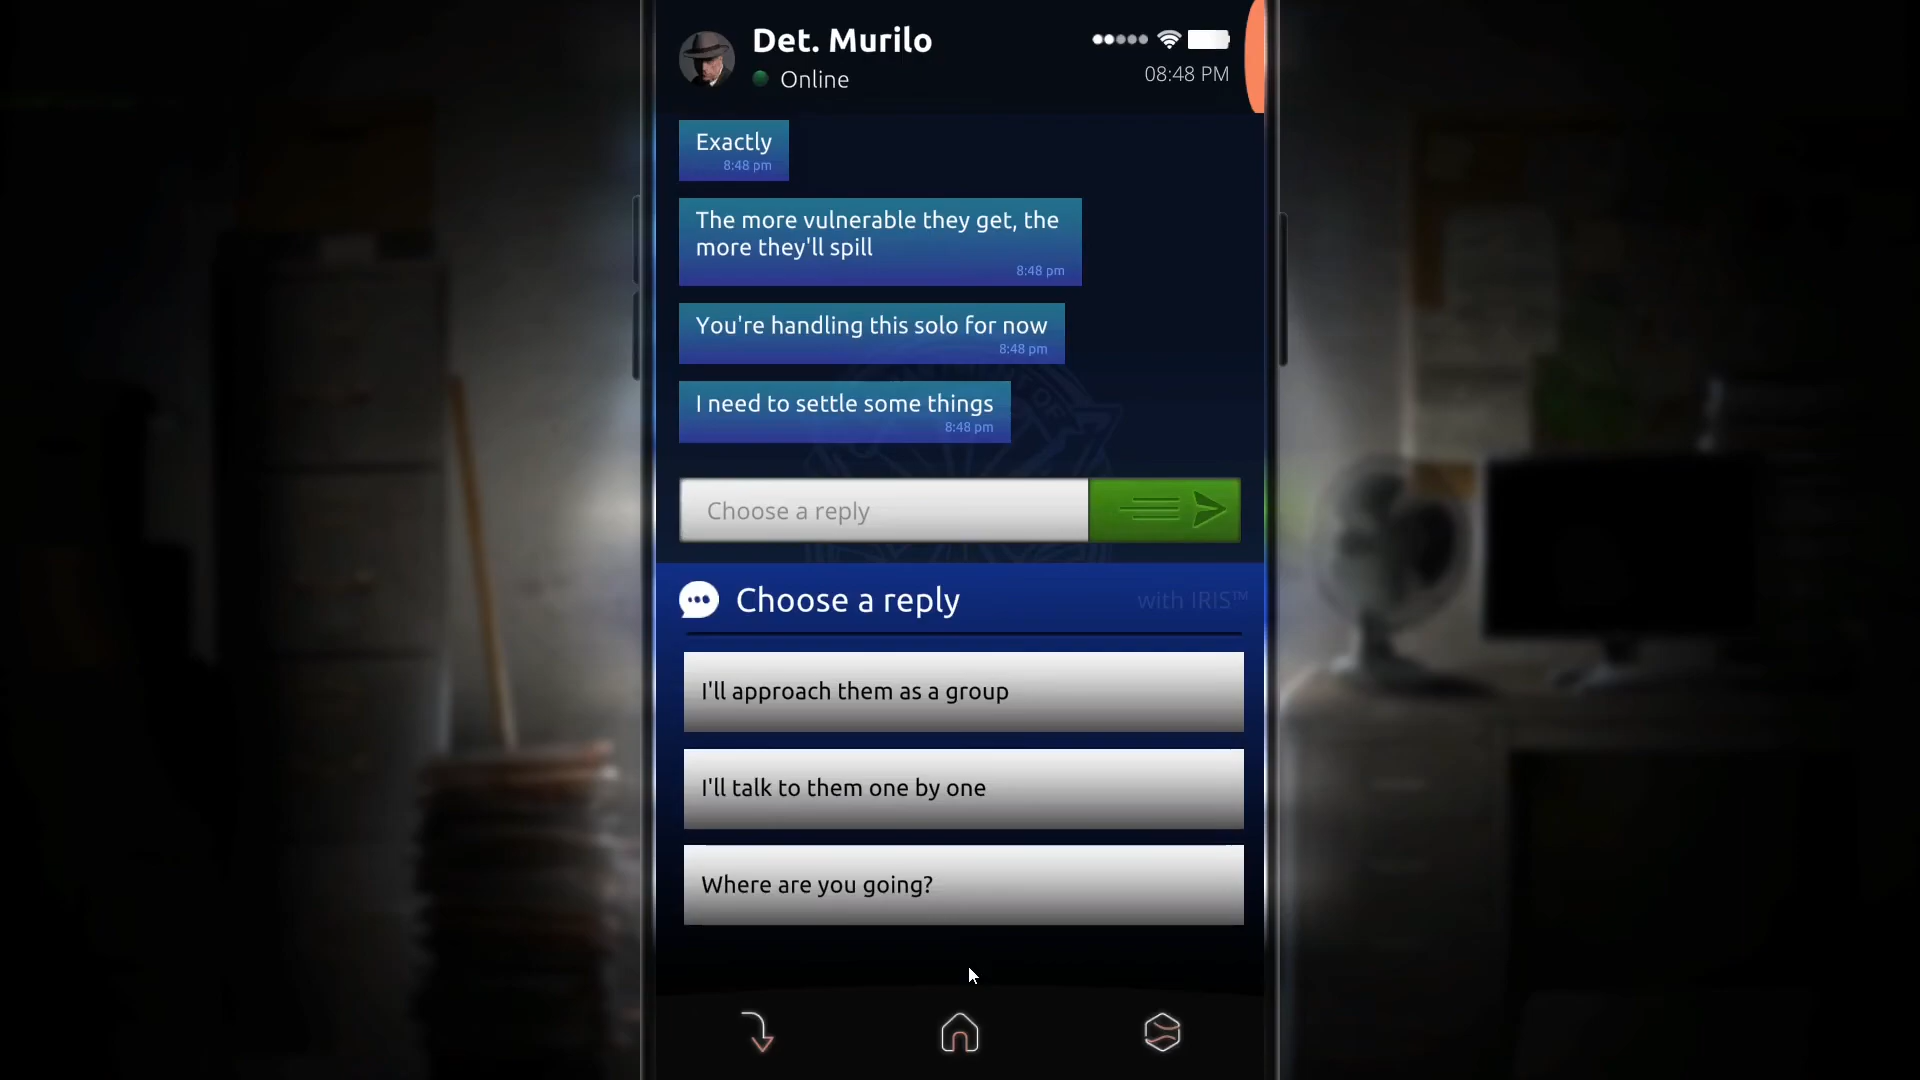 Det. Murilo
Online
08:48 PM
Exactly
8:48 pm
The more vulnerable they get, the
more they'll spill
8:48 pm
You're handling this solo for now
8:48 pm
I need to settle some things
8:48 pm
Choose a reply
Choose a reply
with IRIS™
I'll approach them as a group
I'll talk to them one by one
Where are you going?